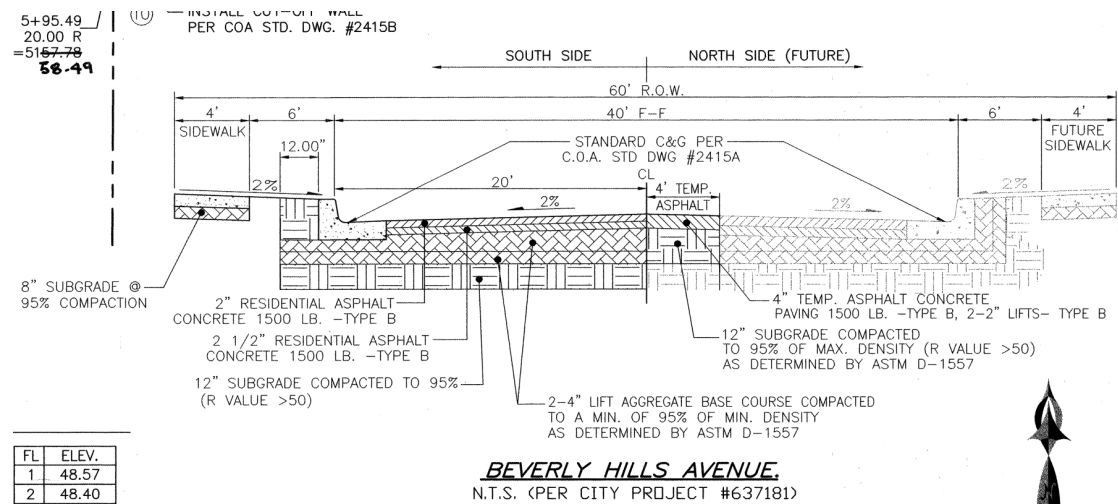 5+95.49
20.00 R
=5157.78
58.49
10 INSTALL CUT-OFF WALL
PER COA STD. DWG. #2415B
SOUTH SIDE
NORTH SIDE (FUTURE)
60' R.O.W.
4'
6'
40' F-F
6'
4'
SIDEWALK
FUTURE
SIDEWALK
STANDARD C&G PER
C.O.A. STD DWG #2415A
12.00"
2%
20'
CL
4' TEMP.
ASPHALT
2%
2%
2%
8" SUBGRADE @
95% COMPACTION
2" RESIDENTIAL ASPHALT
CONCRETE 1500 LB. -TYPE B
2 1/2" RESIDENTIAL ASPHALT
CONCRETE 1500 LB. -TYPE B
12" SUBGRADE COMPACTED TO 95%
(R VALUE >50)
4" TEMP. ASPHALT CONCRETE
PAVING 1500 LB. -TYPE B, 2-2" LIFTS- TYPE B
12" SUBGRADE COMPACTED
TO 95% OF MAX. DENSITY (R VALUE >50)
AS DETERMINED BY ASTM D-1557
2-4" LIFT AGGREGATE BASE COURSE COMPACTED
TO A MIN. OF 95% OF MIN. DENSITY
AS DETERMINED BY ASTM D-1557
FL ELEV.
1 48.57
2 48.40
BEVERLY HILLS AVENUE.
N.T.S. (PER CITY PROJECT #637181)